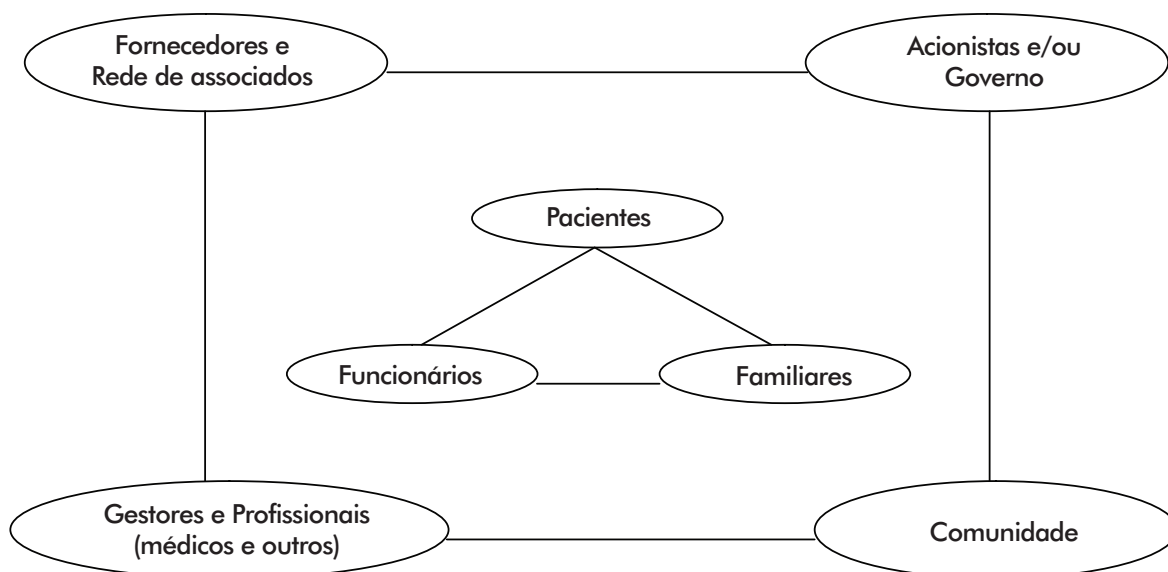 Fornecedores e
Rede de associados
Acionistas e/ou
Governo
Pacientes
Funcionários
Familiares
Gestores e Profissionais
(médicos e outros)
Comunidade